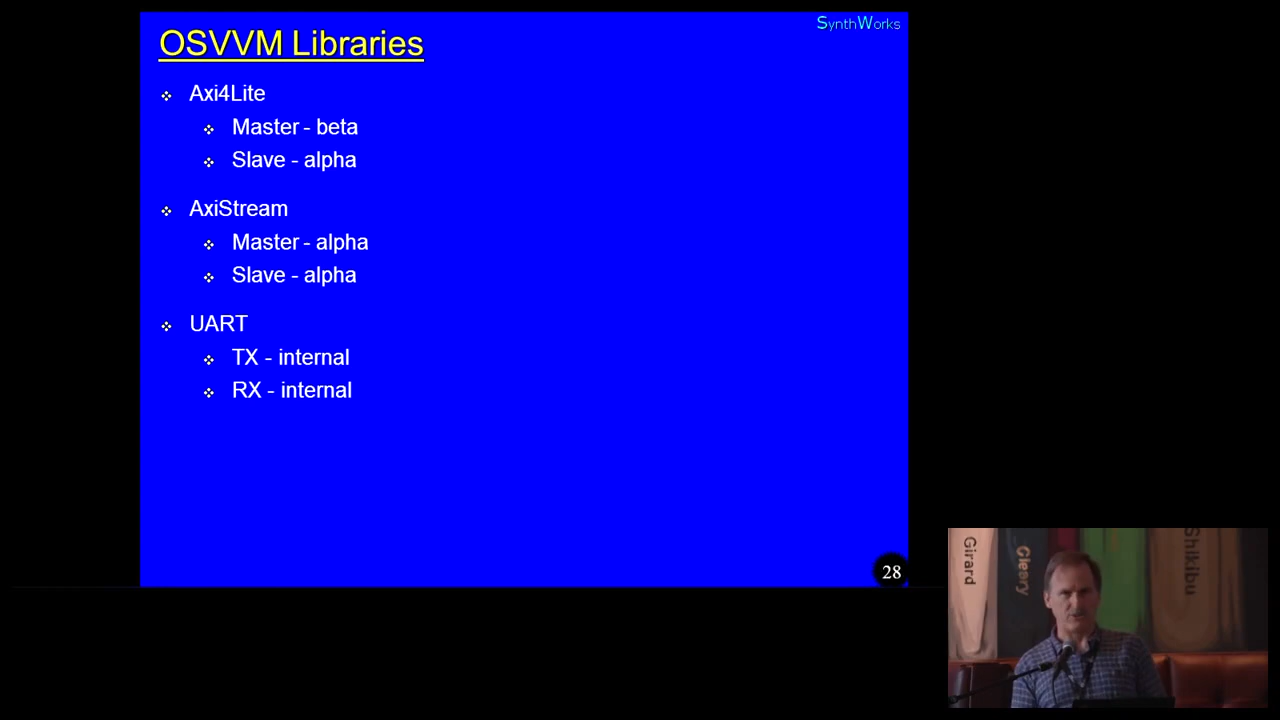 SynthWorks
OSVVM Libraries
Axi4Lite
Master - beta
Slave - alpha
AxiStream
Master - alpha
Slave - alpha
UART
TX - internal
RX - internal
28
Girard
Cleary
Shikibu